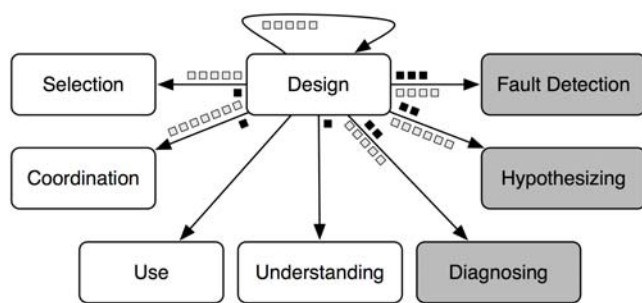 Selection
Design
Fault Detection
Coordination
Hypothesizing
Use
Understanding
Diagnosing